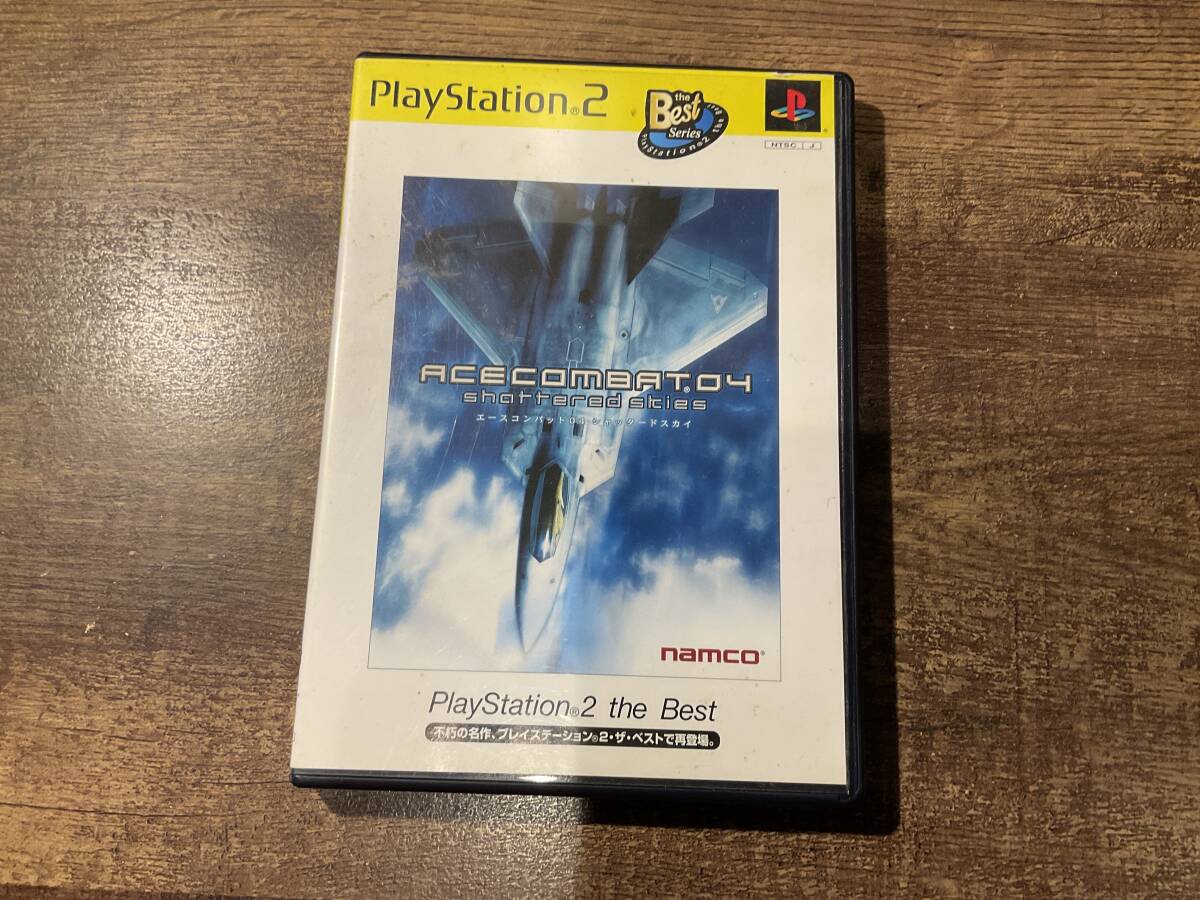 PlayStation®2
the Best Series
PlayStation®2 the Best
NTSC J
ACECOMBAT®04
shattered skies
エースコンバット04 シャッタードスカイ
namco®
PlayStation®2 the Best
不朽の名作、プレイステーション®2・ザ・ベストで再登場。